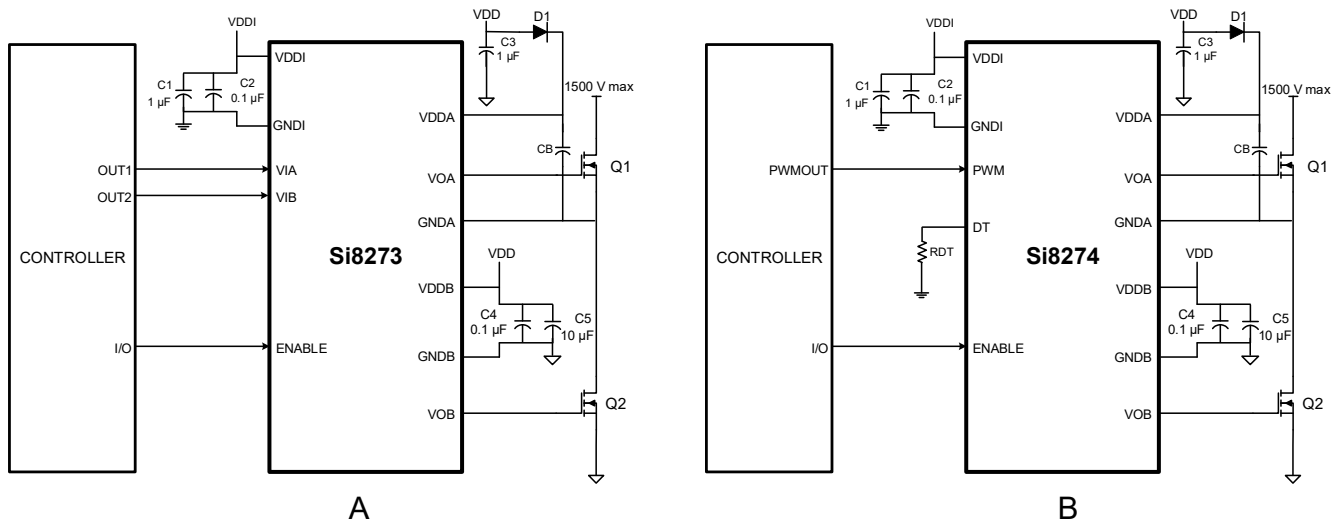 VDDI
VDD
D1
C3
1 µF
VDDI
C1
1 µF
C2
0.1 µF
GNDI
1500 V max
VDDA
CB
OUT1
VIA
VOA
Q1
OUT2
VIB
GNDA
CONTROLLER
Si8273
VDD
VDDB
C4
0.1 µF
C5
10 µF
I/O
ENABLE
GNDB
VOB
Q2
A
VDDI
VDD
D1
C3
1 µF
VDDI
C1
1 µF
C2
0.1 µF
GNDI
1500 V max
VDDA
CB
PWMOUT
PWM
VOA
Q1
GNDA
DT
RDT
CONTROLLER
Si8274
VDD
VDDB
C4
0.1 µF
C5
10 µF
I/O
ENABLE
GNDB
VOB
Q2
B